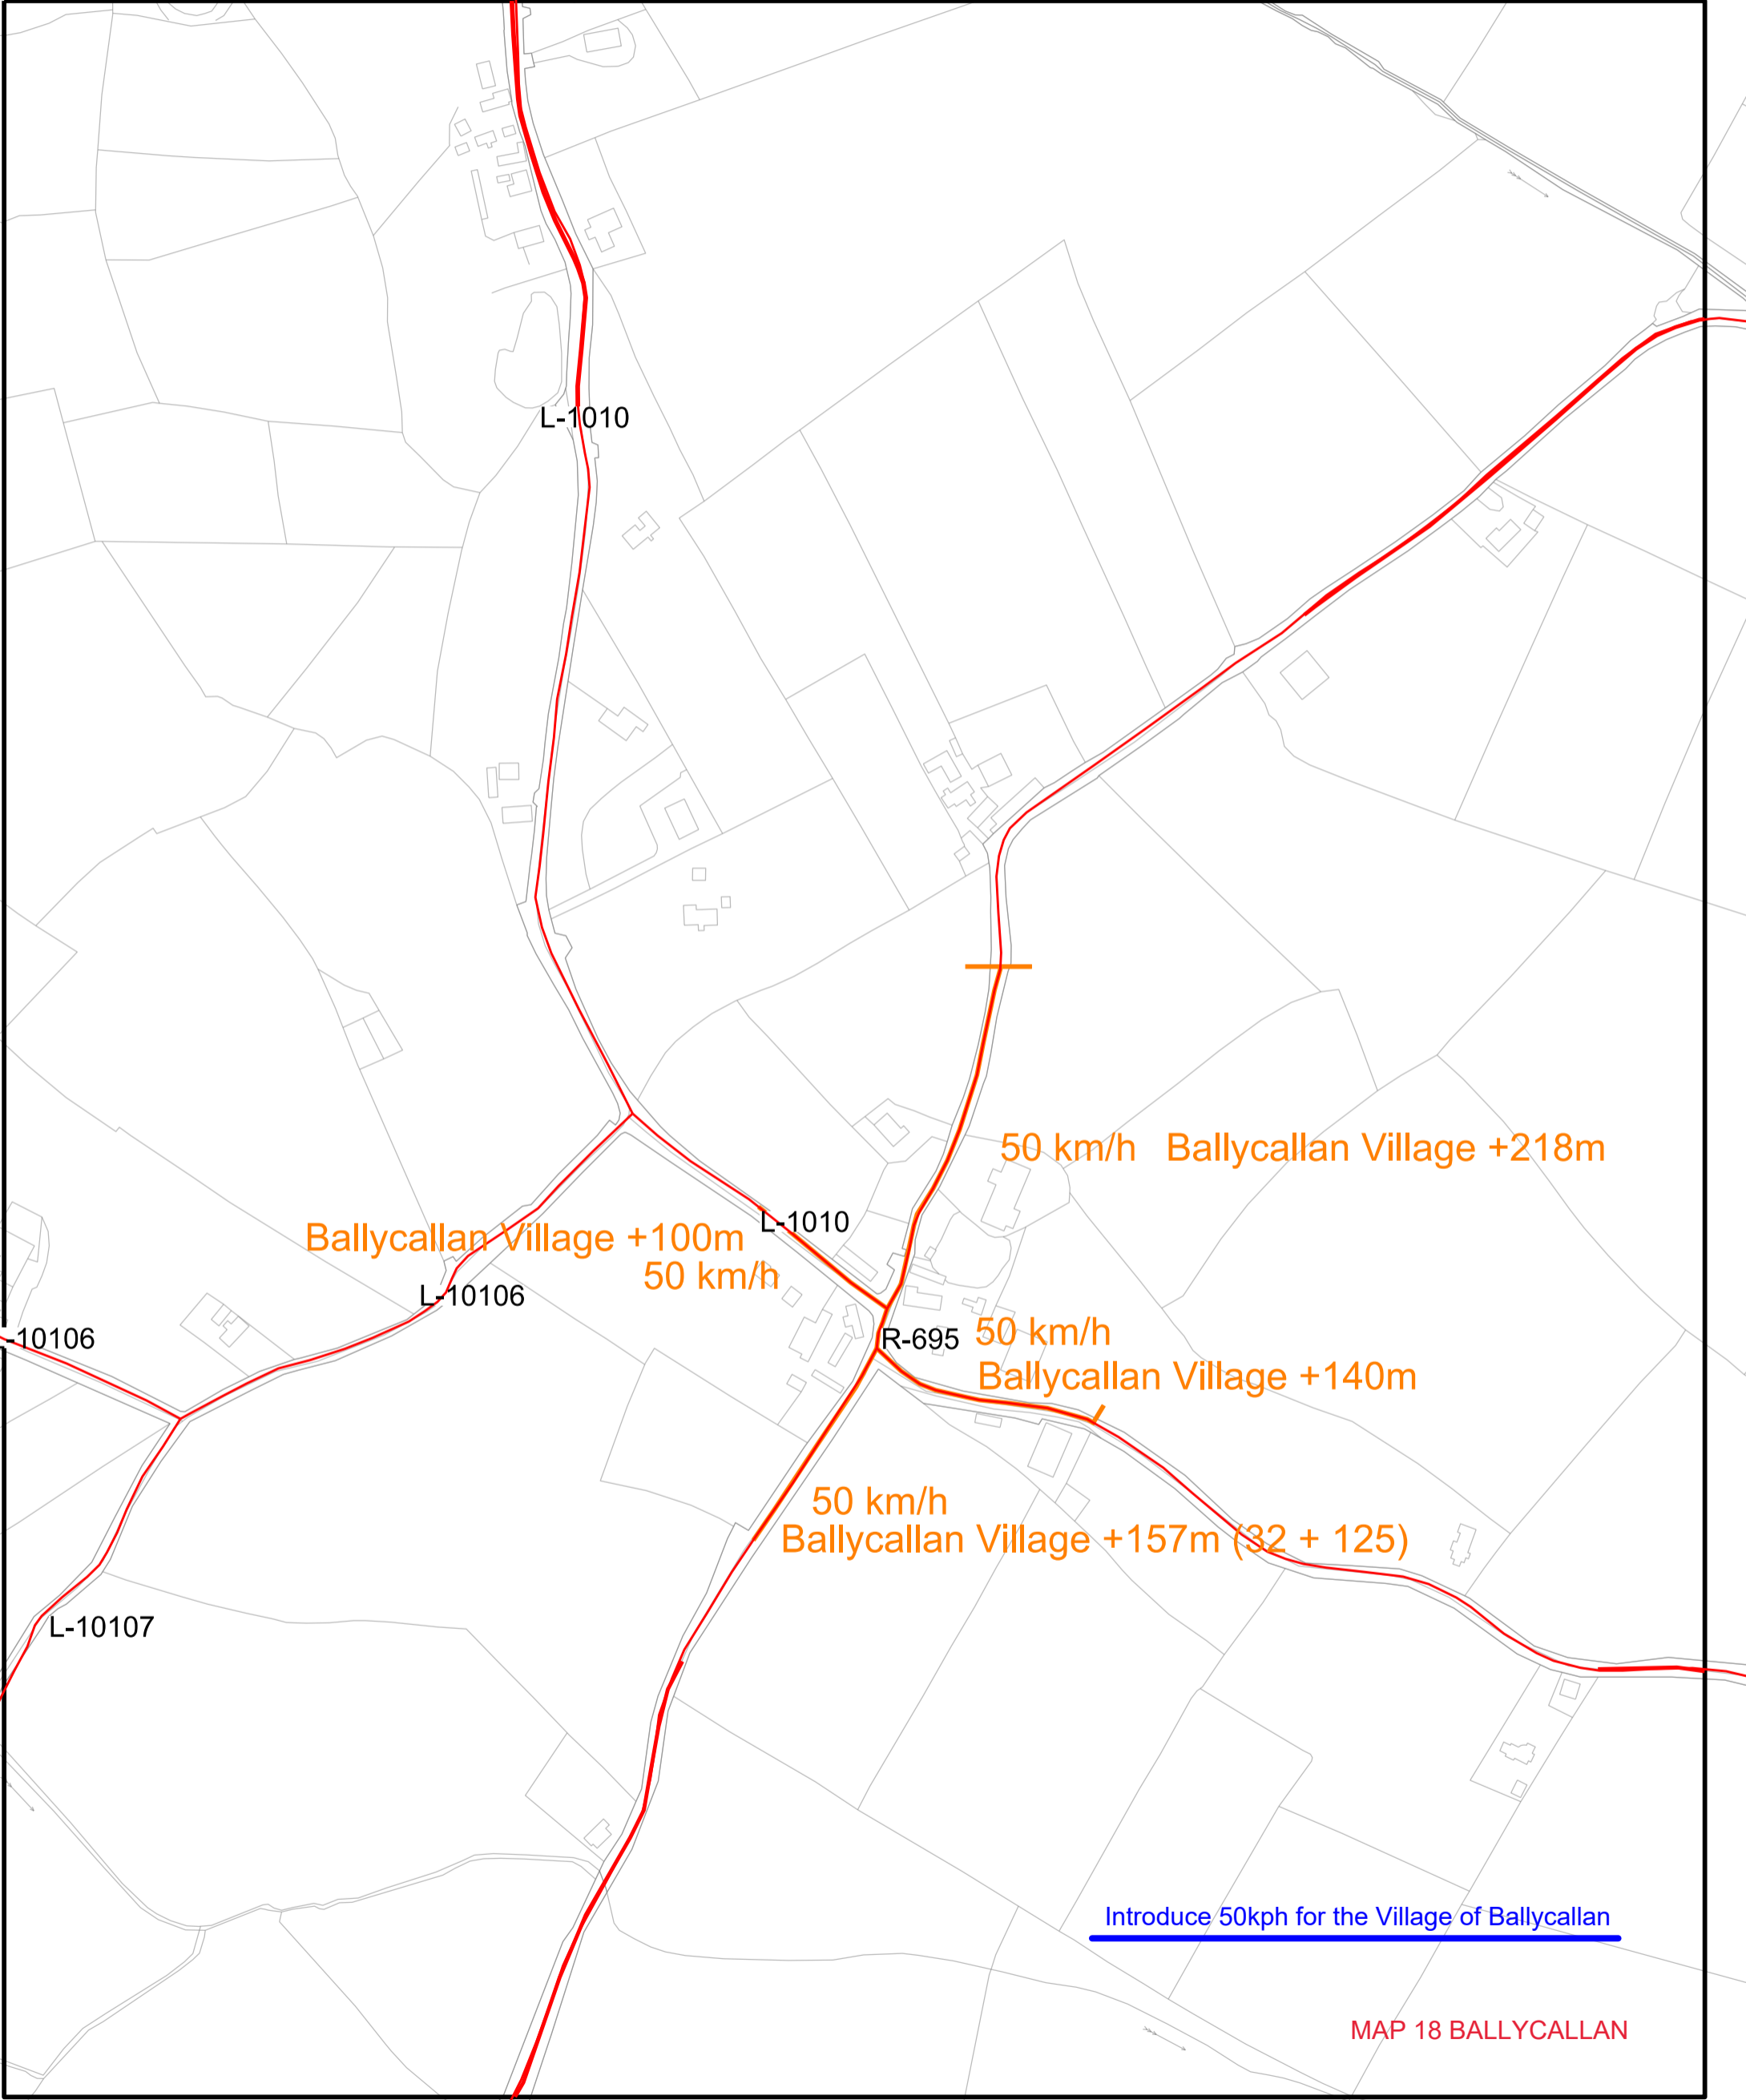 L-1010
50 km/h Ballycallan Village +218m
L-1010
Ballycallan Village +100m
50 km/h
L-10106
-10106
R-695
50 km/h
Ballycallan Village +140m
50 km/h
Ballycallan Village +157m (32 + 125)
L-10107
Introduce 50kph for the Village of Ballycallan
MAP 18 BALLYCALLAN